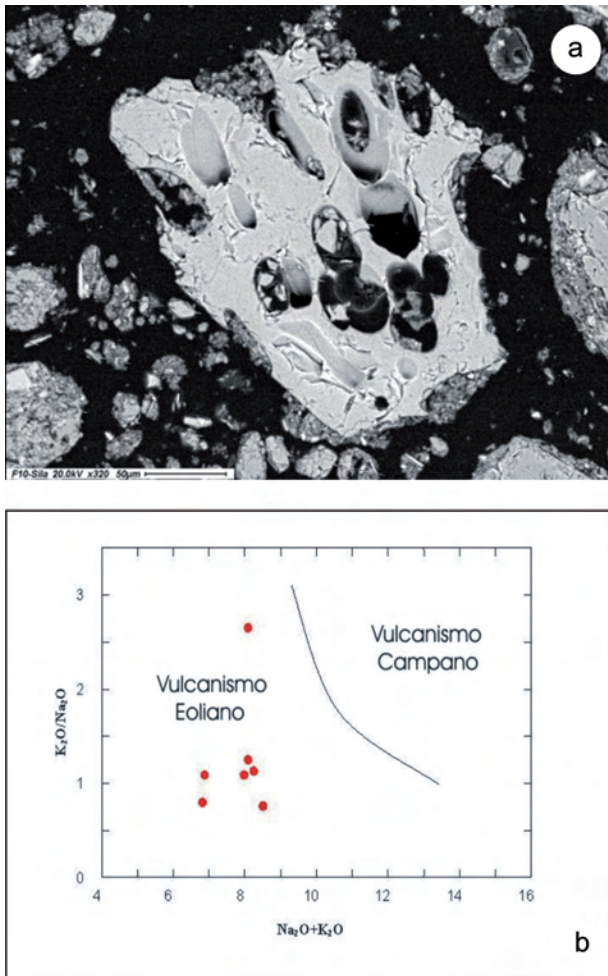 a
F10-Sila 20.0kV x320 50µm
3
2
1
0
K₂O/Na₂O
Vulcanismo
Eoliano
Vulcanismo
Campano
4 6 8 10 12 14 16
Na₂O+K₂O
b